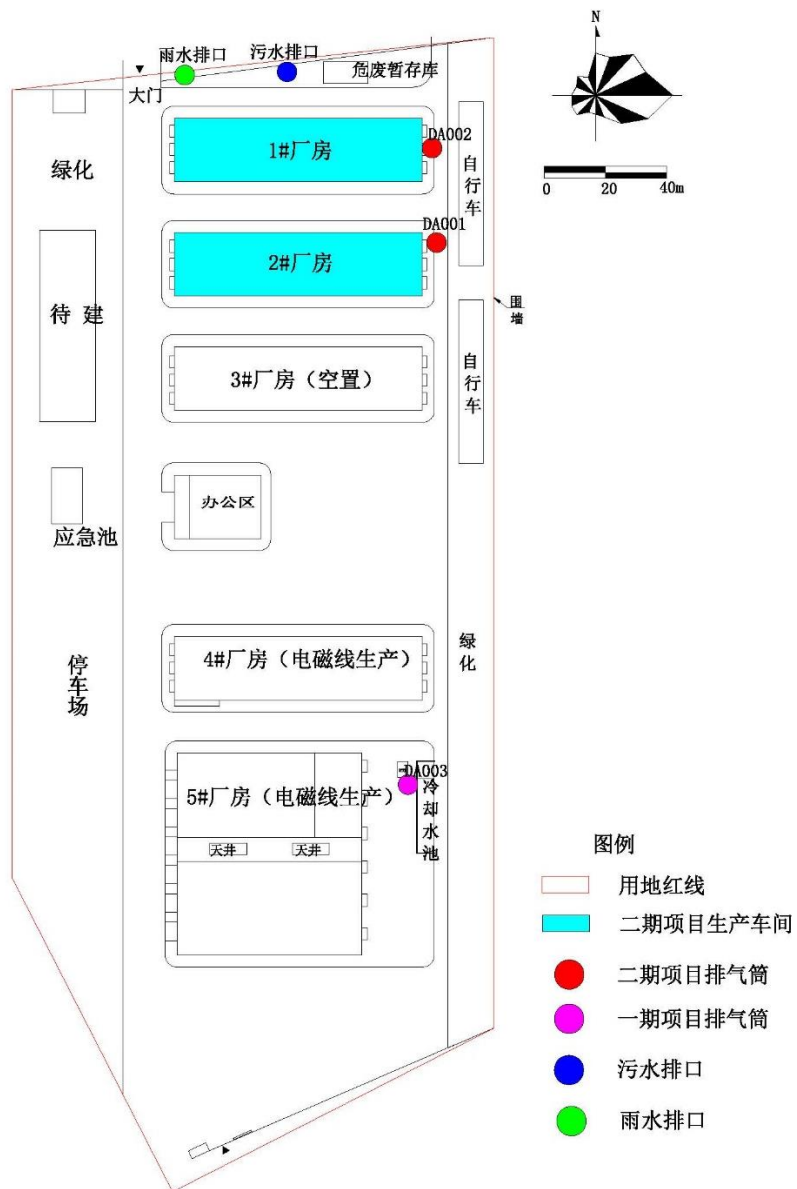 N
雨水排口
污水排口
危废暂存库
大门
DA002
1#厂房
绿化
自行车
0 20 40m
DA001
2#厂房
待 建
围墙
3#厂房（空置）
自行车
办公区
应急池
4#厂房（电磁线生产）
绿化
停车场
DA003
5#厂房（电磁线生产）
冷却水池
天井
天井
图例
用地红线
二期项目生产车间
二期项目排气筒
一期项目排气筒
污水排口
雨水排口